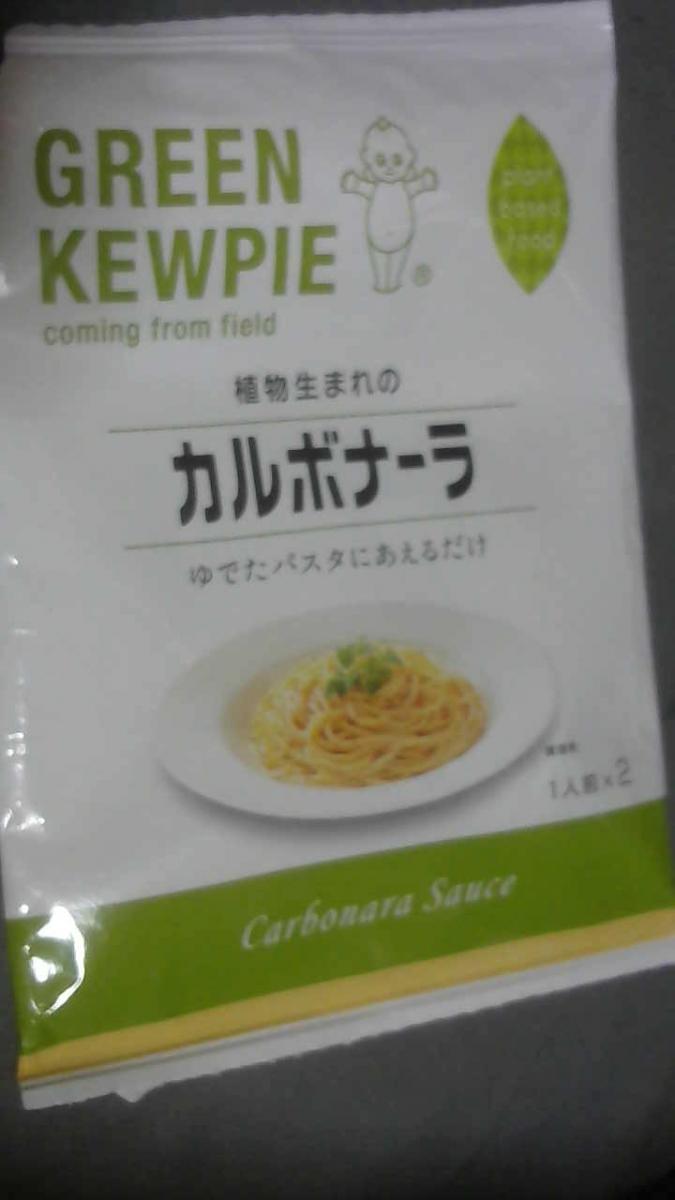 GREEN
KEWPIE
®
coming from field
plant
based
food
植物生まれの
カルボナーラ
ゆでたパスタにあえるだけ
1人前×2
Carbonara Sauce